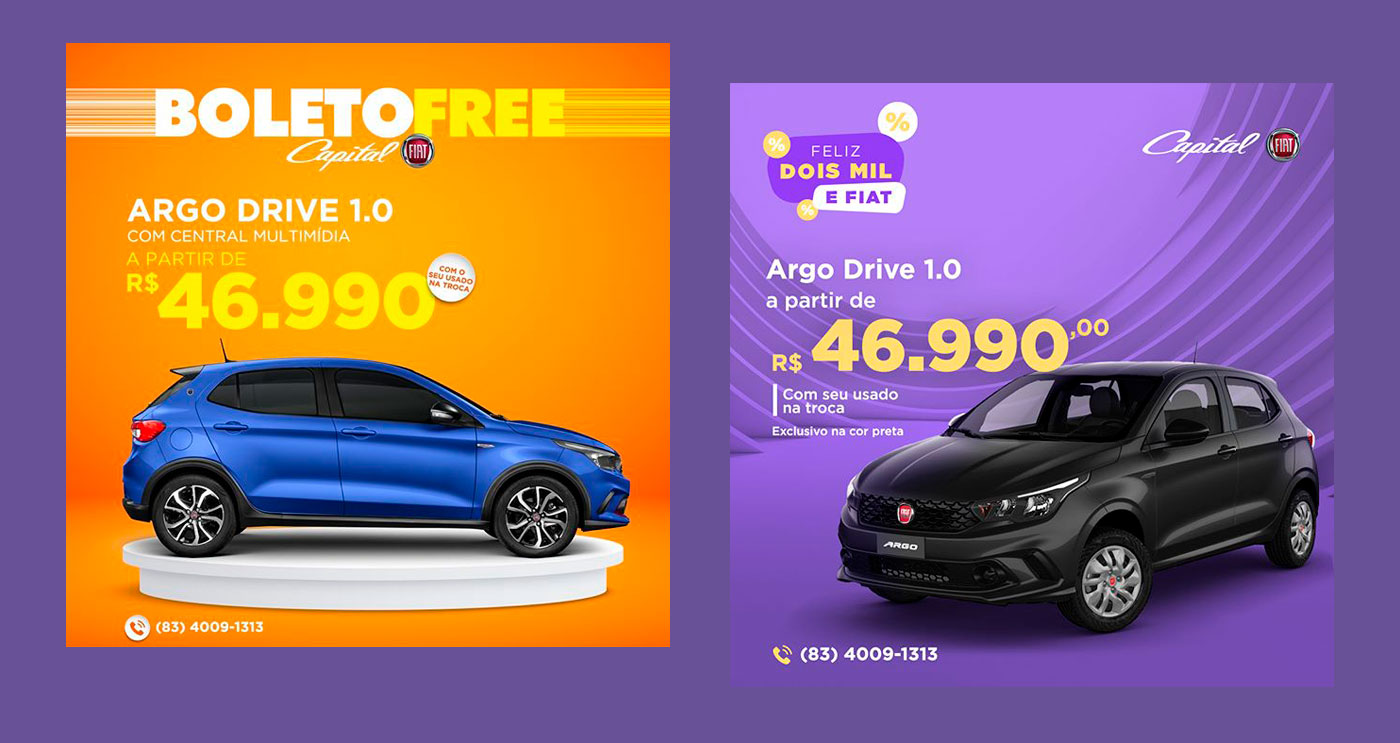 BOLETOFREE
Capital FIAT
ARGO DRIVE 1.0
COM CENTRAL MULTIMÍDIA
A PARTIR DE
R$ 46.990
COM O
SEU USADO
NA TROCA
(83) 4009-1313
%
%
FELIZ
DOIS MIL
E FIAT
%
Capital FIAT
Argo Drive 1.0
a partir de
R$ 46.990,00
Com seu usado
na troca
Exclusivo na cor preta
FIAT
ARGO
(83) 4009-1313